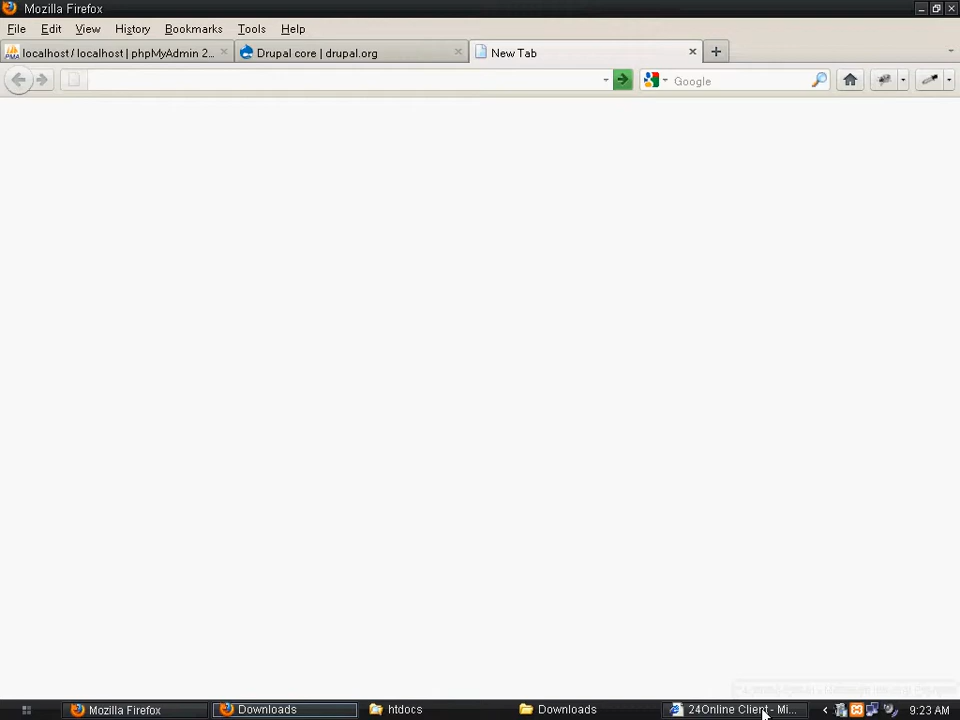 Mozilla Firefox
File Edit View History Bookmarks Tools Help
localhost / localhost | phpMyAdmin 2... Drupal core | drupal.org New Tab
Google
Mozilla Firefox Downloads htdocs Downloads 24Online Client - Mi... 9:23 AM